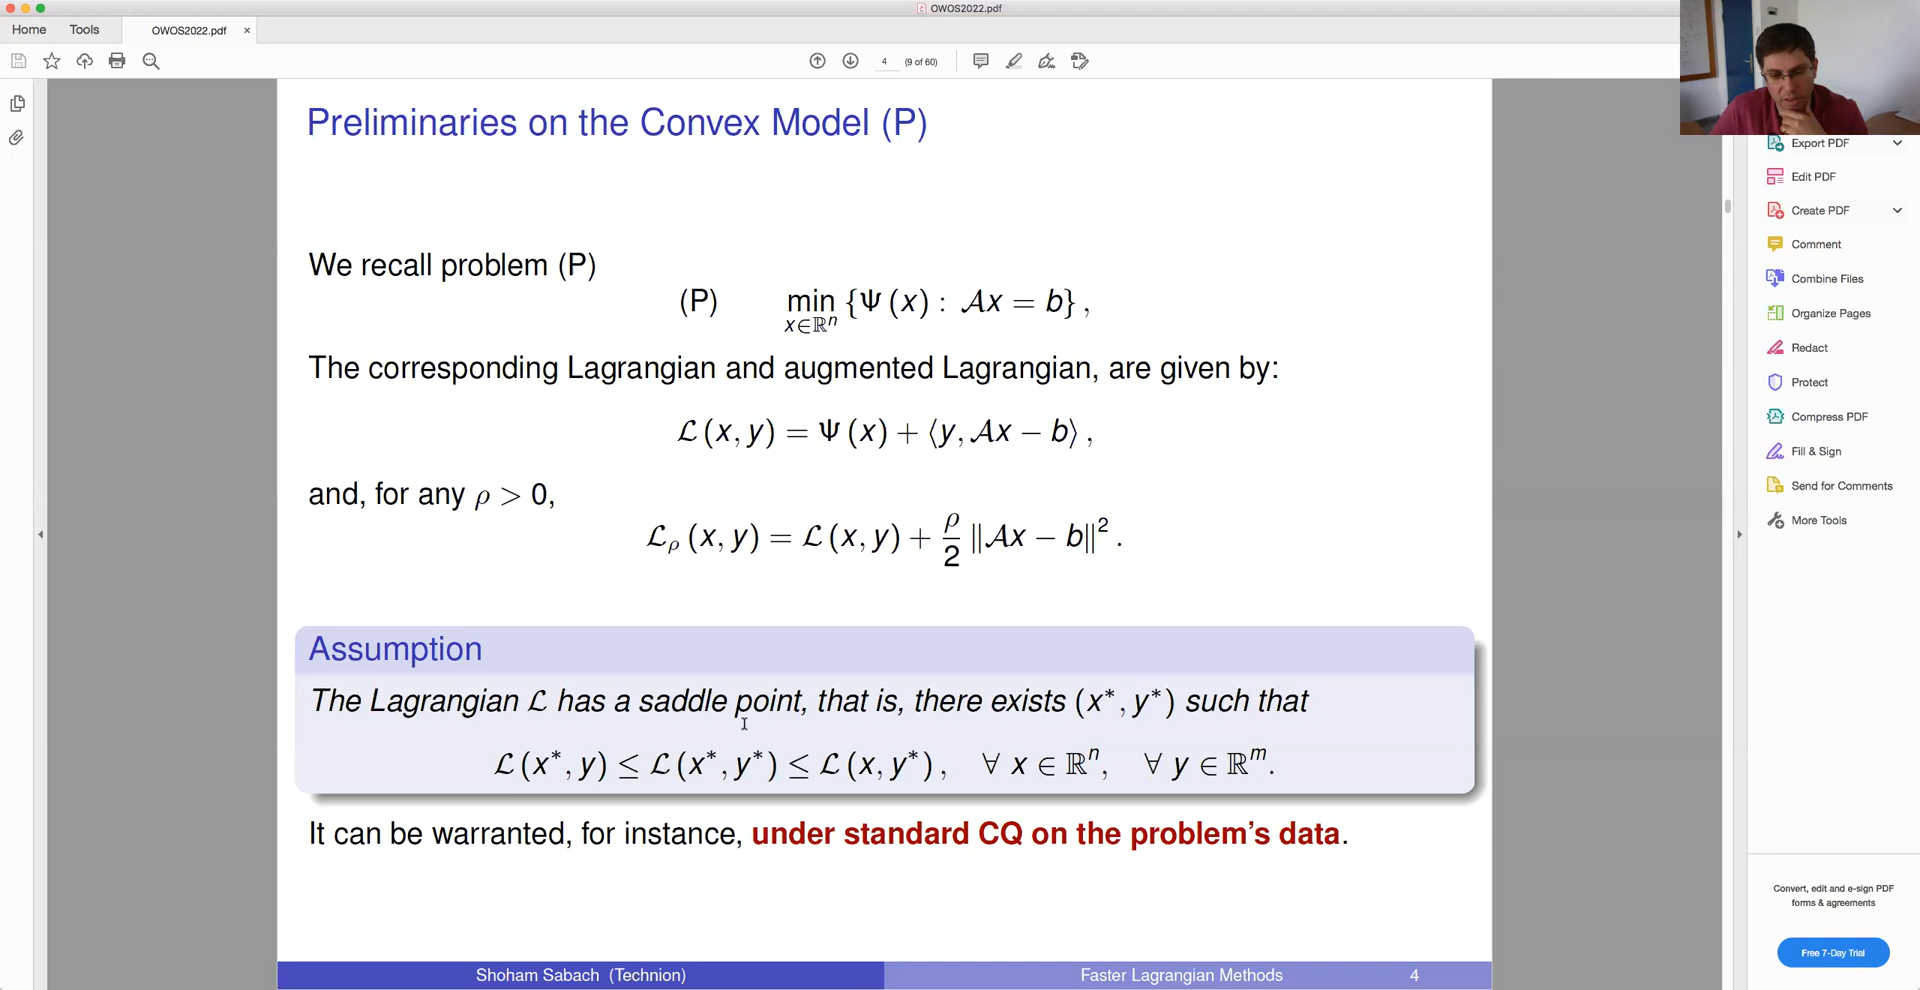 OWOS2022.pdf
Home
Tools
OWOS2022.pdf ×
4 (9 of 60)
Preliminaries on the Convex Model (P)
We recall problem (P)
(P) min {Ψ (x) : 𝒜x = b} ,
x∈ℝⁿ
The corresponding Lagrangian and augmented Lagrangian, are given by:
ℒ (x, y) = Ψ (x) + ⟨y, 𝒜x − b⟩ ,
and, for any ρ > 0,
ℒρ (x, y) = ℒ (x, y) + ρ/2 ‖𝒜x − b‖² .
Assumption
The Lagrangian ℒ has a saddle point, that is, there exists (x*, y*) such that
ℒ (x*, y) ≤ ℒ (x*, y*) ≤ ℒ (x, y*) , ∀ x ∈ ℝⁿ, ∀ y ∈ ℝᵐ.
It can be warranted, for instance, under standard CQ on the problem's data.
Shoham Sabach (Technion)
Faster Lagrangian Methods 4
Export PDF
Edit PDF
Create PDF
Comment
Combine Files
Organize Pages
Redact
Protect
Compress PDF
Fill & Sign
Send for Comments
More Tools
Convert, edit and e-sign PDF
forms & agreements
Free 7-Day Trial